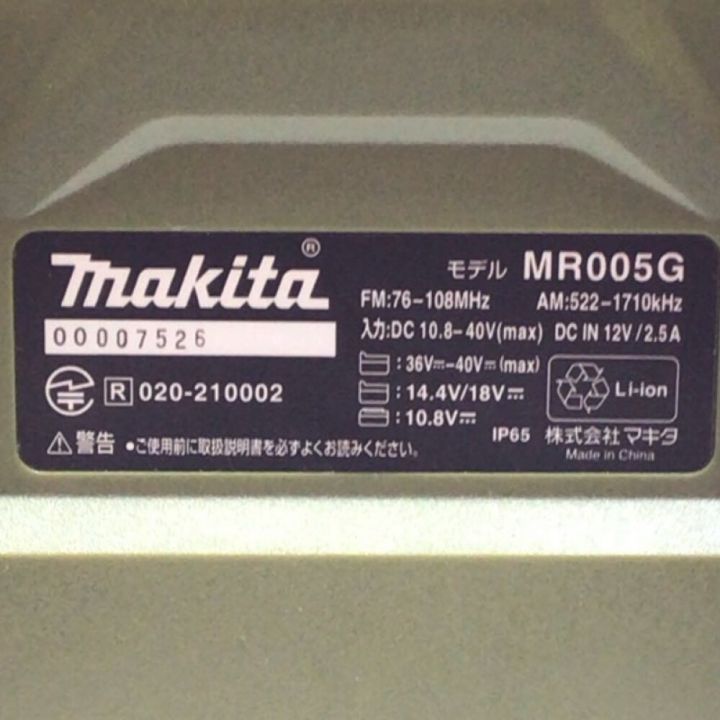 makita®
モデル MR005G
00007526
FM:76-108MHz AM:522-1710kHz
入力:DC 10.8-40V(max) DC IN 12V/2.5A
:36V⎓-40V⎓(max)
:14.4V/18V⎓
:10.8V⎓
R 020-210002
Li-ion
IP65 株式会社マキタ
Made in China
⚠警告 •ご使用前に取扱説明書を必ずよくお読みください。